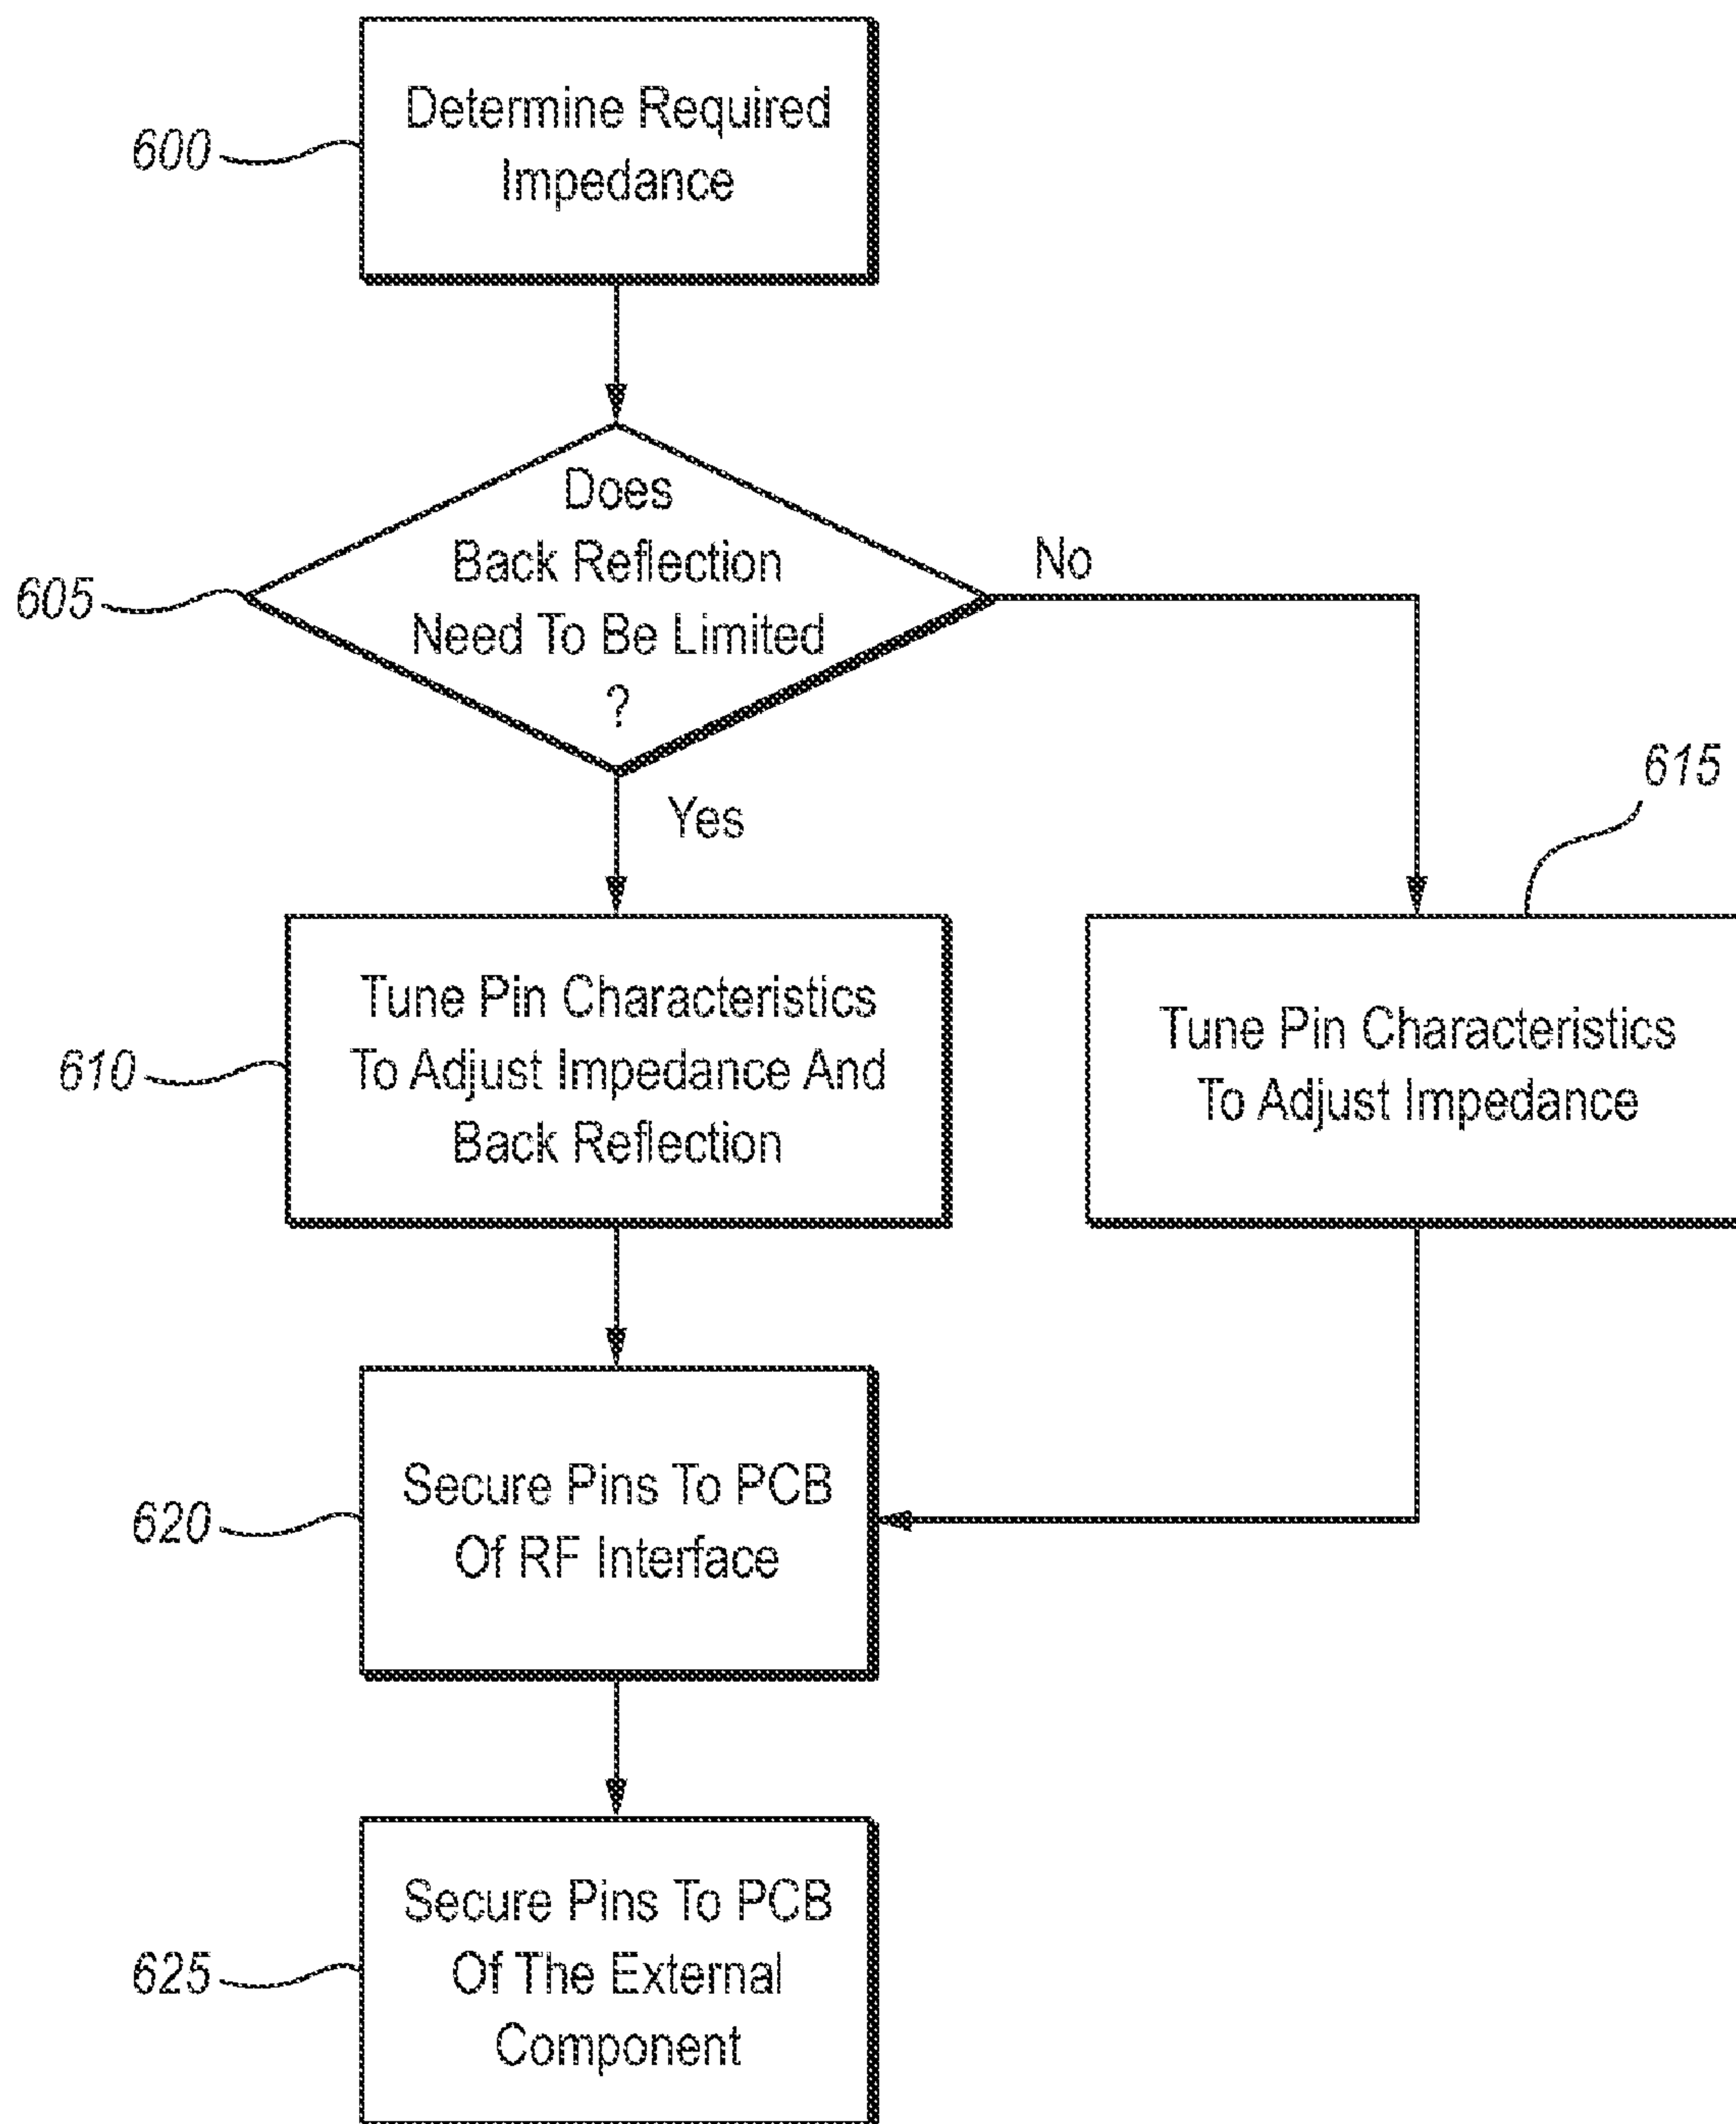 Determine Required
Impedance
600
Does
Back Reflection
Need To Be Limited
?
605
No
Yes
615
Tune Pin Characteristics
To Adjust Impedance And
Back Reflection
610
Tune Pin Characteristics
To Adjust Impedance
Secure Pins To PCB
Of RF Interface
620
Secure Pins To PCB
Of The External
Component
625